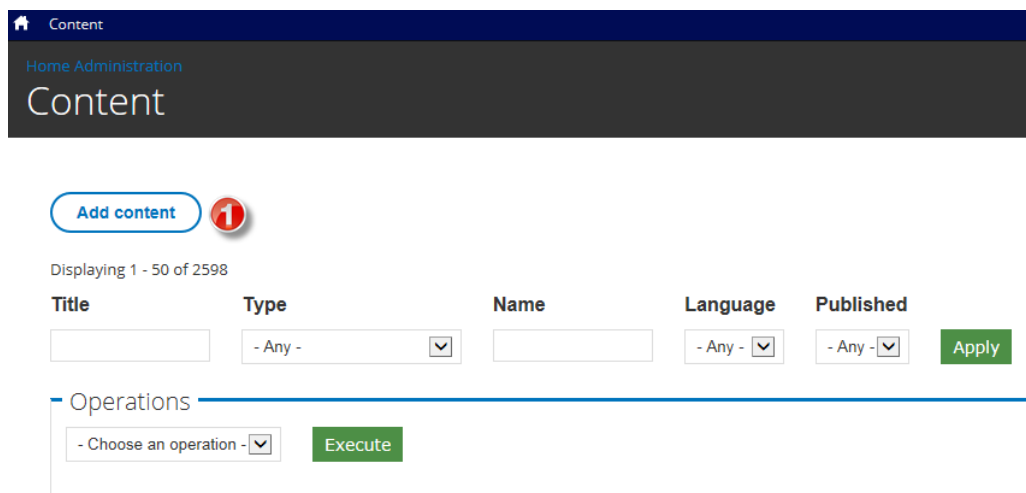 Content
Home Administration
Content
Add content 1
Displaying 1 - 50 of 2598
Title Type Name Language Published
- Any - - Any - - Any - Apply
Operations
- Choose an operation - Execute